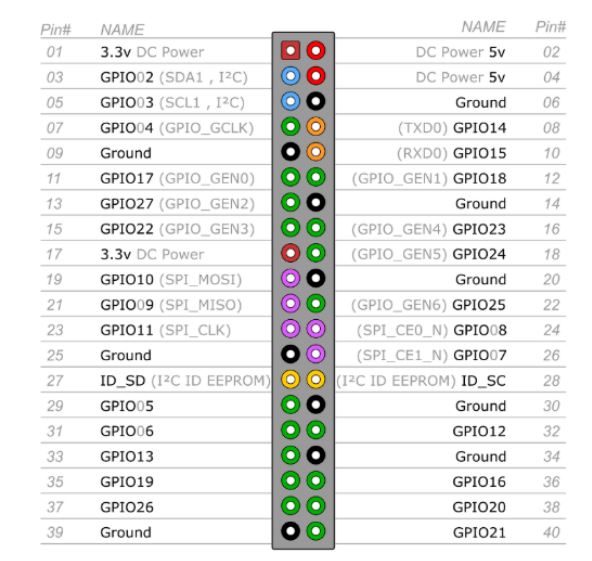 Pin# NAME NAME Pin#
01 3.3v DC Power DC Power 5v 02
03 GPIO02 (SDA1 , I²C) DC Power 5v 04
05 GPIO03 (SCL1 , I²C) Ground 06
07 GPIO04 (GPIO_GCLK) (TXD0) GPIO14 08
09 Ground (RXD0) GPIO15 10
11 GPIO17 (GPIO_GEN0) (GPIO_GEN1) GPIO18 12
13 GPIO27 (GPIO_GEN2) Ground 14
15 GPIO22 (GPIO_GEN3) (GPIO_GEN4) GPIO23 16
17 3.3v DC Power (GPIO_GEN5) GPIO24 18
19 GPIO10 (SPI_MOSI) Ground 20
21 GPIO09 (SPI_MISO) (GPIO_GEN6) GPIO25 22
23 GPIO11 (SPI_CLK) (SPI_CE0_N) GPIO08 24
25 Ground (SPI_CE1_N) GPIO07 26
27 ID_SD (I²C ID EEPROM) (I²C ID EEPROM) ID_SC 28
29 GPIO05 Ground 30
31 GPIO06 GPIO12 32
33 GPIO13 Ground 34
35 GPIO19 GPIO16 36
37 GPIO26 GPIO20 38
39 Ground GPIO21 40